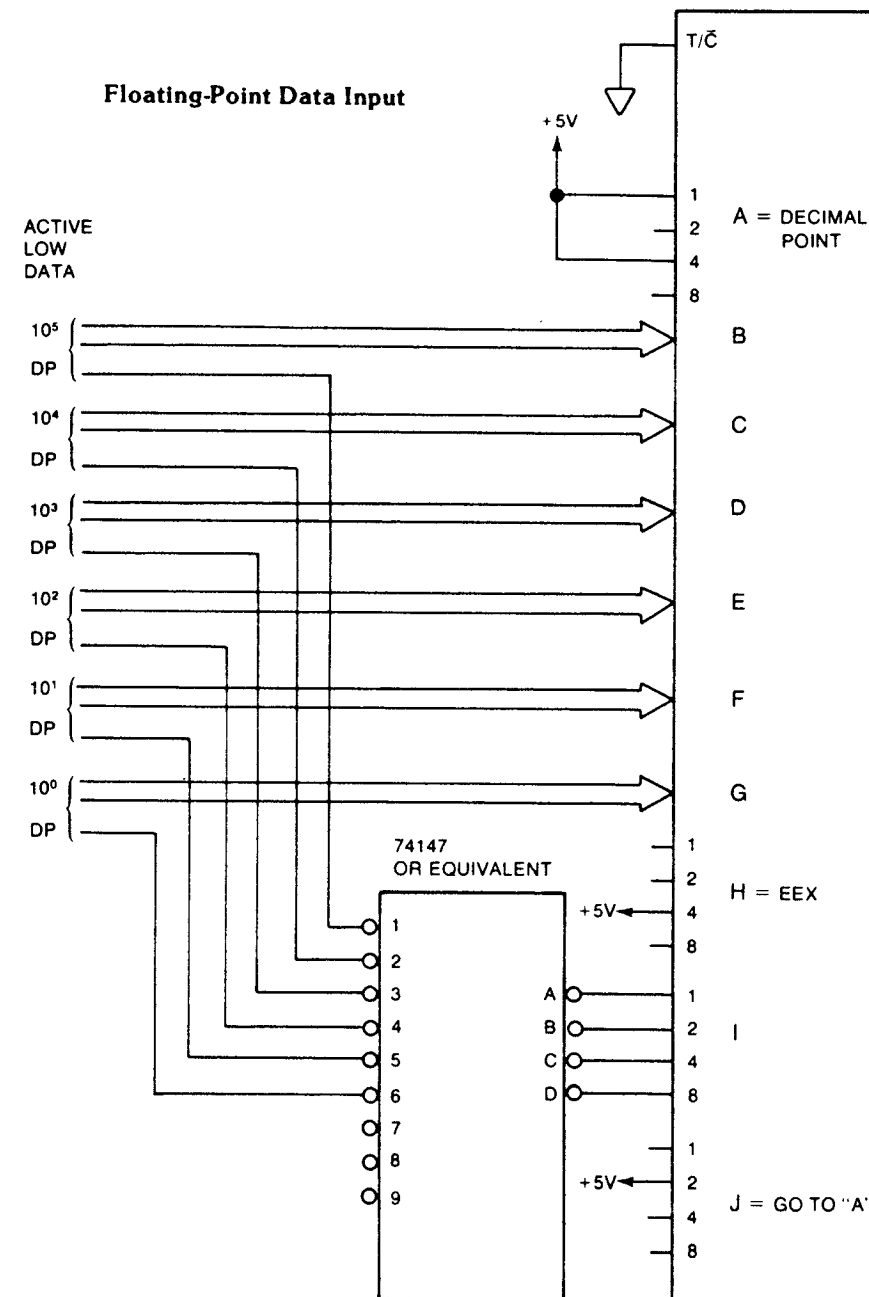 T/C̄
Floating-Point Data Input
+5V
1
2
4
8
A = DECIMAL
POINT
ACTIVE
LOW
DATA
10⁵
DP
B
10⁴
DP
C
10³
DP
D
10²
DP
E
10¹
DP
F
10⁰
DP
G
74147
OR EQUIVALENT
1
2
4
8
+5V
H = EEX
1
2
3
4
5
6
7
8
9
A
B
C
D
1
2
4
8
I
1
2
4
8
+5V
J = GO TO "A"